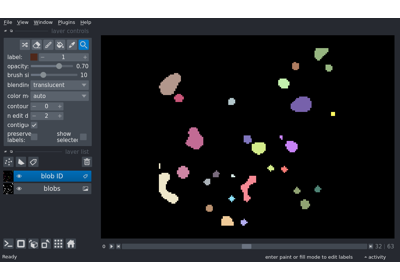 File View Window Plugins Help
layer controls
label: 1
opacity: 0.70
brush si 10
blending translucent
color m auto
contour 0
n edit d 2
contigu
preserve labels:
show selected
layer list
blob ID
blobs
32 63
Ready
enter paint or fill mode to edit labels
activity